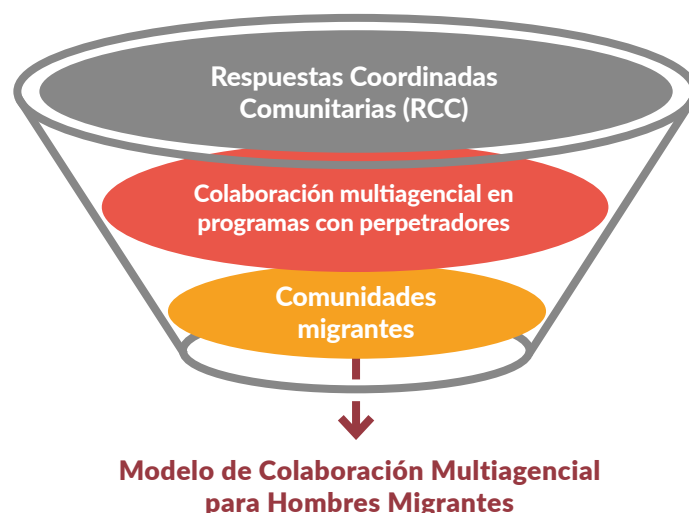 Respuestas Coordinadas
Comunitarias (RCC)
Colaboración multiagencial en
programas con perpetradores
Comunidades
migrantes
Modelo de Colaboración Multiagencial
para Hombres Migrantes